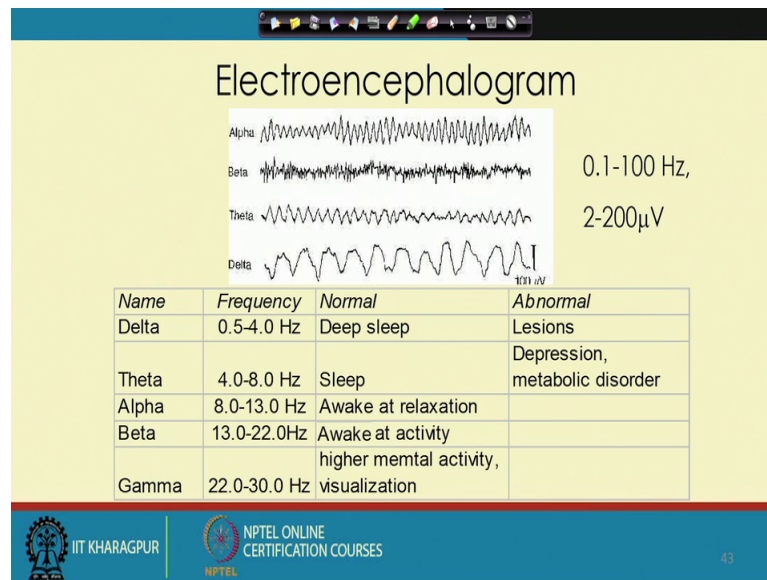 Electroencephalogram
Alpha
Beta
Theta
Delta
100 µV
0.1-100 Hz,
2-200µV
Name Frequency Normal Abnormal
Delta 0.5-4.0 Hz Deep sleep Lesions
Depression,
Theta 4.0-8.0 Hz Sleep metabolic disorder
Alpha 8.0-13.0 Hz Awake at relaxation
Beta 13.0-22.0Hz Awake at activity
higher memtal activity,
Gamma 22.0-30.0 Hz visualization
IIT KHARAGPUR
NPTEL
NPTEL ONLINE
CERTIFICATION COURSES
43